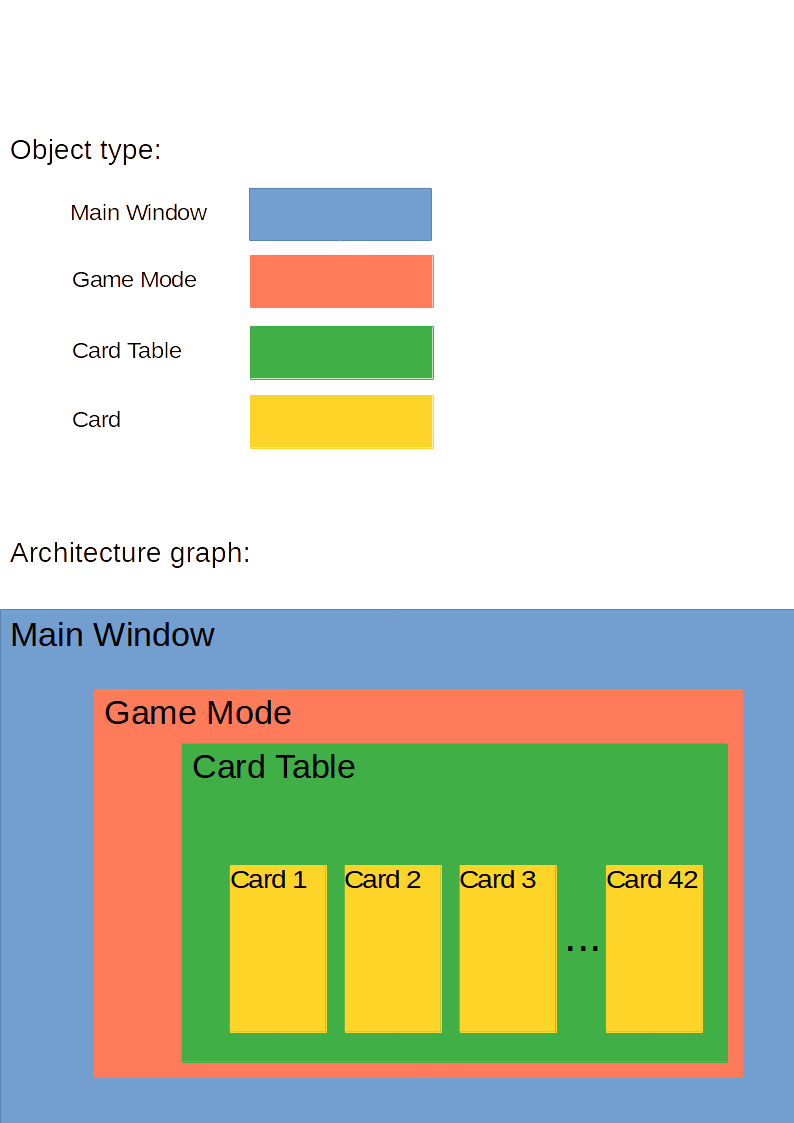 Object type:
Main Window
Game Mode
Card Table
Card
Architecture graph:
Main Window
Game Mode
Card Table
Card 1 Card 2 Card 3 ... Card 42